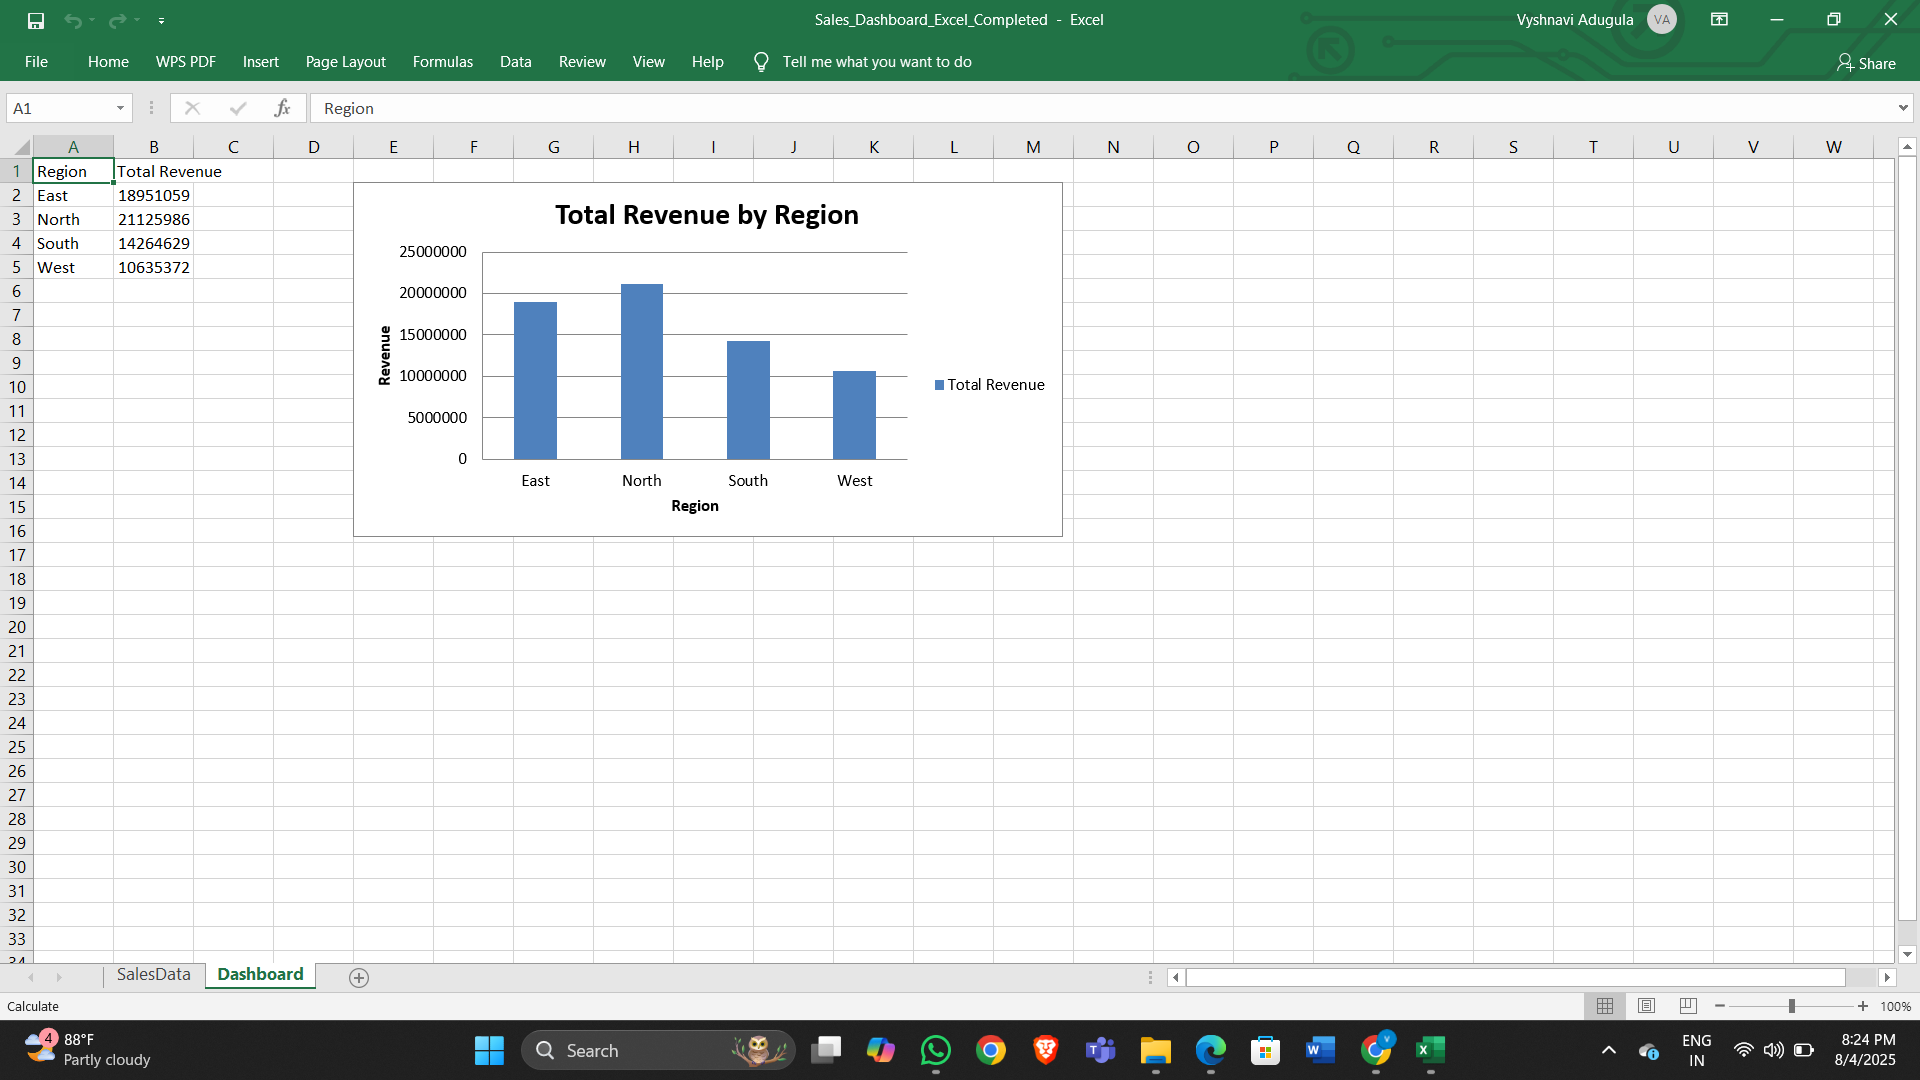 Sales_Dashboard_Excel_Completed - Excel
Vyshnavi Adugula VA
File Home WPS PDF Insert Page Layout Formulas Data Review View Help Tell me what you want to do
Share
A1 fx Region
A B C D E F G H I J K L M N O P Q R S T U V W
1 Region Total Revenue
2 East 18951059
3 North 21125986
4 South 14264629
5 West 10635372
6
7
8
9
10
11
12
13
14
15
16
17
18
19
20
21
22
23
24
25
26
27
28
29
30
31
32
33
34
Total Revenue by Region
25000000
20000000
15000000
10000000
5000000
0
Revenue
East North South West
Region
Total Revenue
SalesData Dashboard
Calculate
100%
4
88°F
Partly cloudy
Search
ENG
IN
8:24 PM
8/4/2025